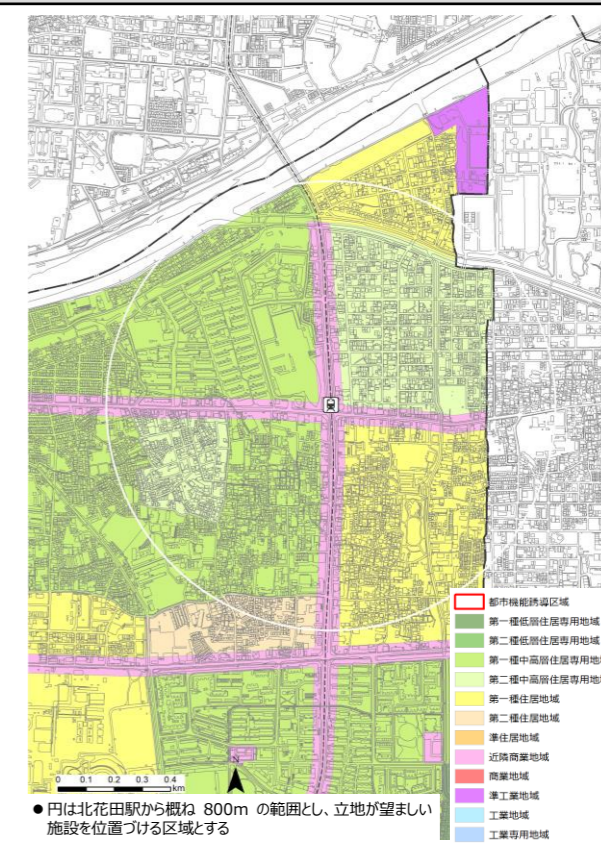 都市機能誘導区域
第一種低層住居専用地域
第二種低層住居専用地域
第一種中高層住居専用地域
第二種中高層住居専用地域
第一種住居地域
第二種住居地域
準住居地域
近隣商業地域
商業地域
準工業地域
工業地域
工業専用地域
0 0.1 0.2 0.3 0.4
km
N
●円は北花田駅から概ね 800m の範囲とし、立地が望ましい
施設を位置づける区域とする